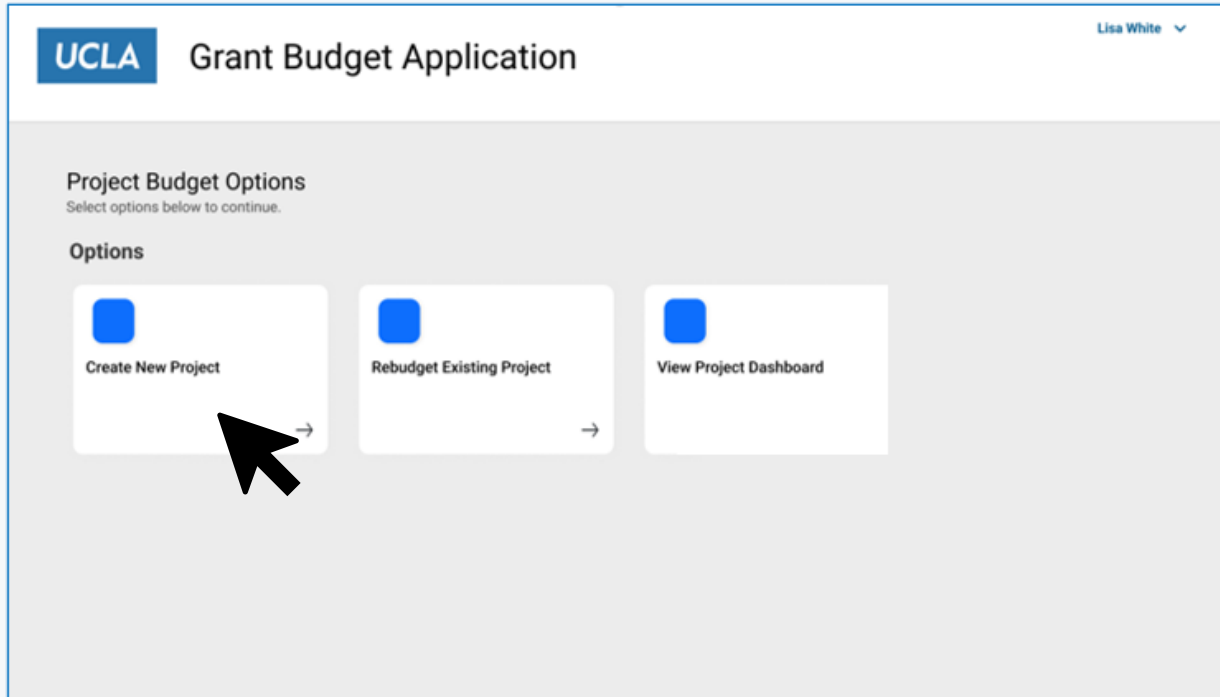 UCLA
Grant Budget Application
Lisa White
Project Budget Options
Select options below to continue.
Options
Create New Project
Rebudget Existing Project
View Project Dashboard